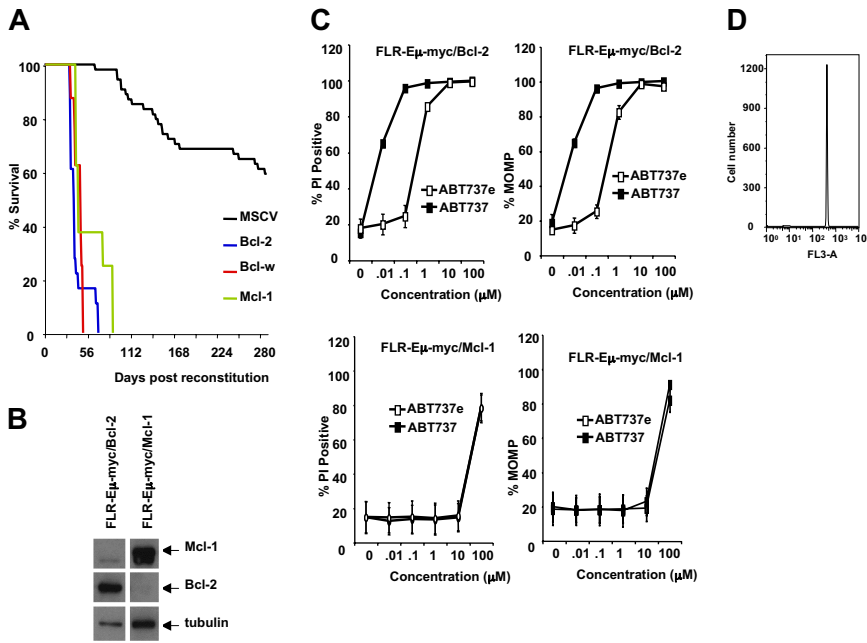 A
100
80
60
40
20
0
% Survival
MSCV
Bcl-2
Bcl-w
Mcl-1
0 56 112 168 224 280
Days post reconstitution
B
FLR-Eµ-myc/Bcl-2
FLR-Eµ-myc/Mcl-1
Mcl-1
Bcl-2
tubulin
C
FLR-Eµ-myc/Bcl-2
120
100
80
60
40
20
% PI Positive
ABT737e
ABT737
0 .01 .1 1 10 100
Concentration (µM)
FLR-Eµ-myc/Bcl-2
120
100
80
60
40
20
% MOMP
ABT737e
ABT737
0 .01 .1 1 10 100
Concentration (µM)
FLR-Eµ-myc/Mcl-1
120
100
80
60
40
20
% PI Positive
ABT737e
ABT737
0 .01 .1 1 10 100
Concentration (µM)
FLR-Eµ-myc/Mcl-1
120
100
80
60
40
20
% MOMP
ABT737e
ABT737
0 .01 .1 1 10 100
Concentration (µM)
D
1200
900
600
300
0
Cell number
10⁰ 10¹ 10² 10³ 10
FL3-A